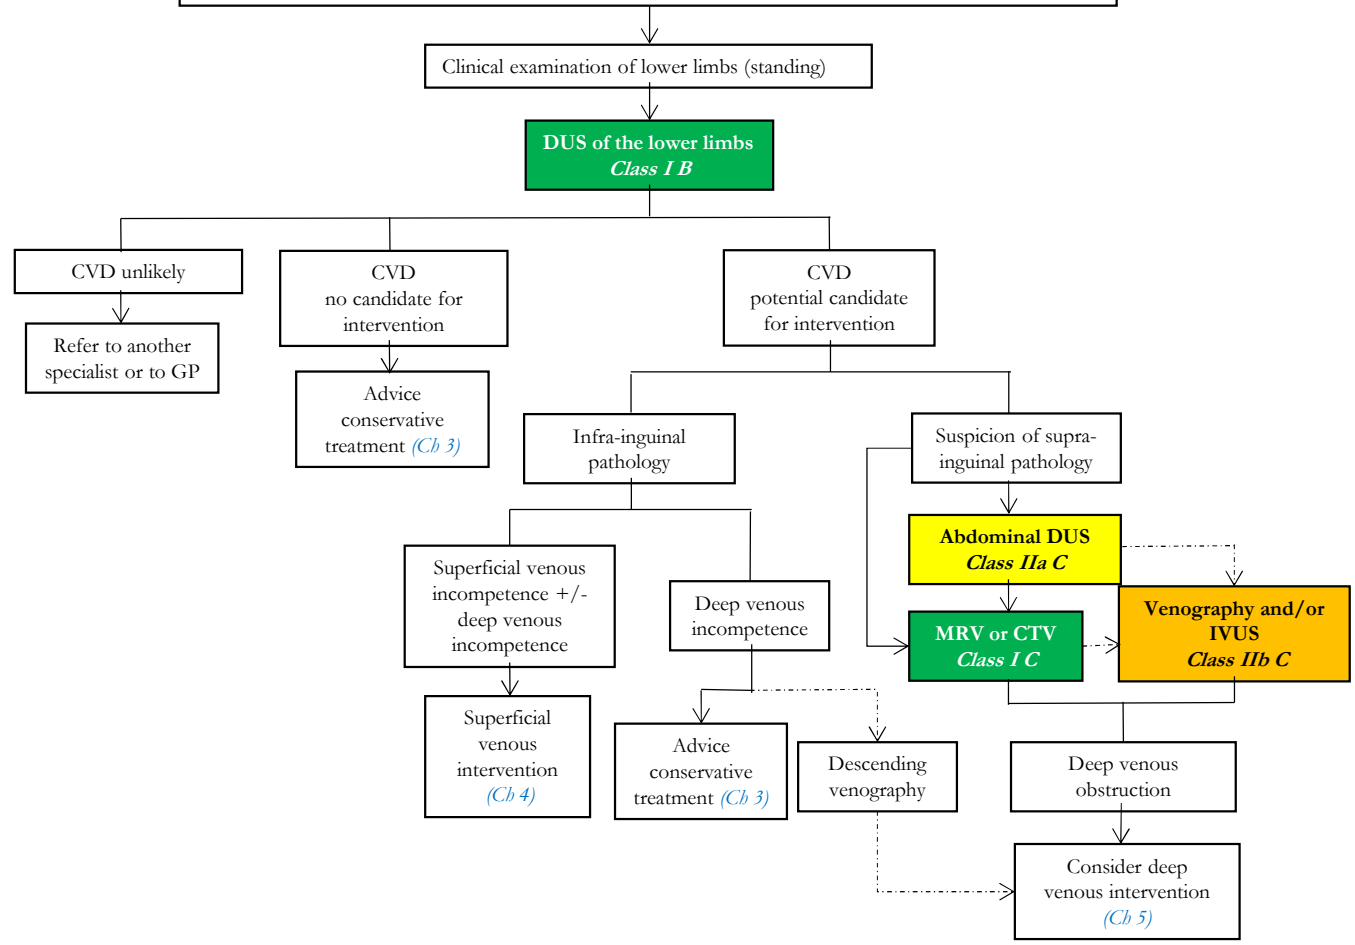 Clinical examination of lower limbs (standing)
DUS of the lower limbs
Class I B
CVD unlikely
Refer to another
specialist or to GP
CVD
no candidate for
intervention
Advice
conservative
treatment (Ch 3)
CVD
potential candidate
for intervention
Infra-inguinal
pathology
Superficial venous
incompetence +/-
deep venous
incompetence
Superficial
venous
intervention
(Ch 4)
Deep venous
incompetence
Advice
conservative
treatment (Ch 3)
Descending
venography
Suspicion of supra-
inguinal pathology
Abdominal DUS
Class IIa C
MRV or CTV
Class I C
Venography and/or
IVUS
Class IIb C
Deep venous
obstruction
Consider deep
venous intervention
(Ch 5)